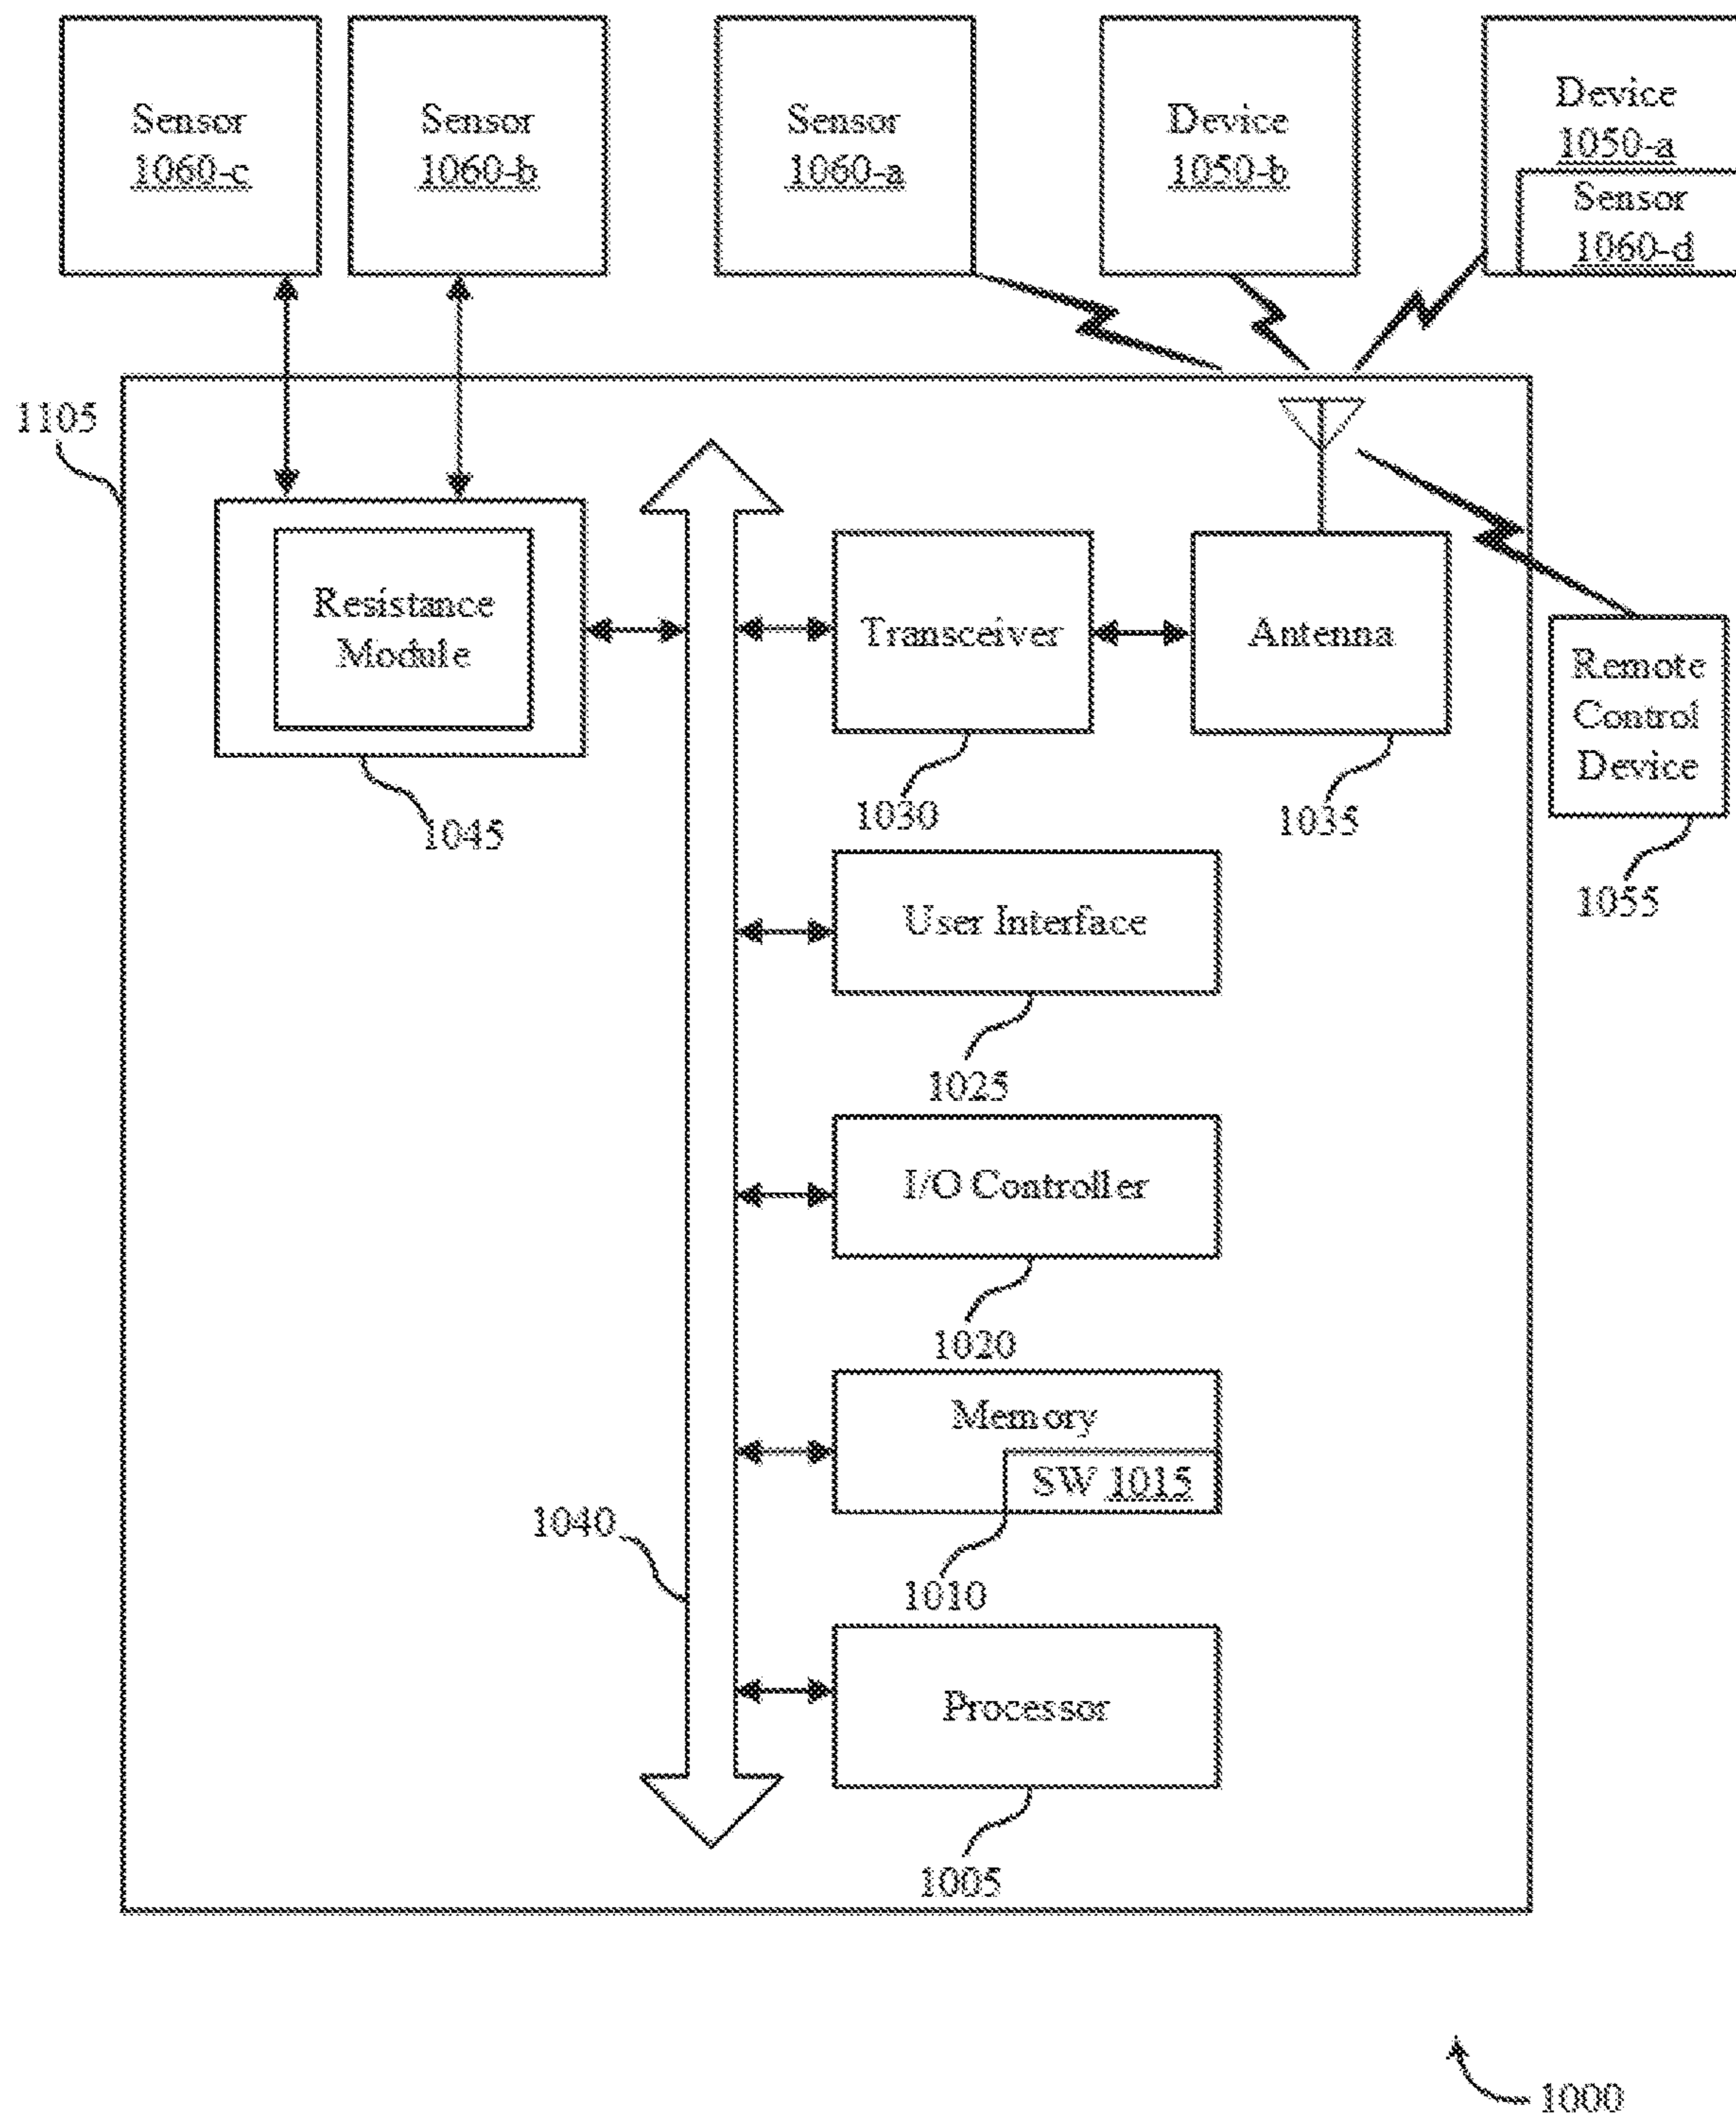 Sensor
1060-c
Sensor
1060-b
Sensor
1060-a
Device
1050-b
Device
1050-a
Sensor
1060-d
1105
Resistance
Module
1045
Transceiver
1030
Antenna
1035
Remote
Control
Device
1055
User Interface
1025
I/O Controller
1020
Memory
SW 1015
1010
1040
Processor
1005
1000